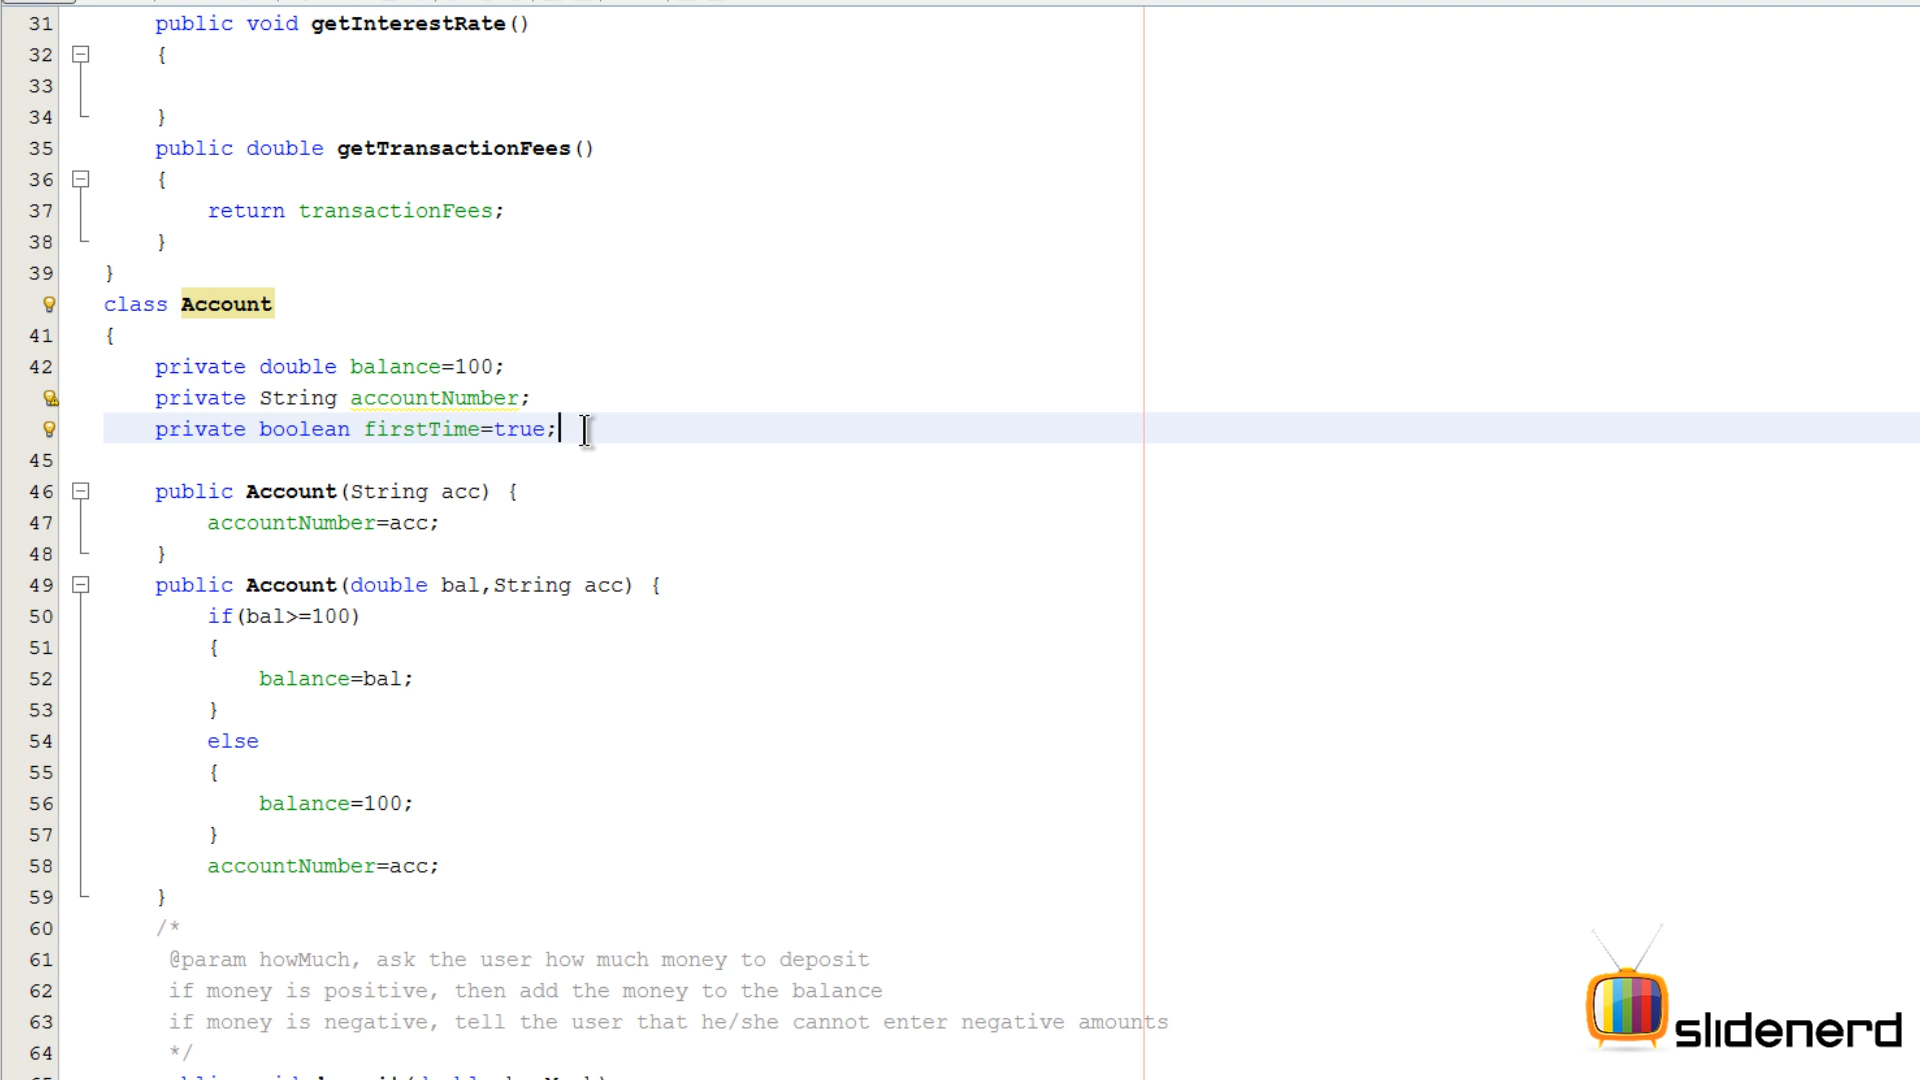 31 public void getInterestRate()
32 {
33
34 }
35 public double getTransactionFees()
36 {
37 return transactionFees;
38 }
39 }
class Account
41 {
42 private double balance=100;
private String accountNumber;
private boolean firstTime=true;
45
46 public Account(String acc) {
47 accountNumber=acc;
48 }
49 public Account(double bal,String acc) {
50 if(bal>=100)
51 {
52 balance=bal;
53 }
54 else
55 {
56 balance=100;
57 }
58 accountNumber=acc;
59 }
60 /*
61 @param howMuch, ask the user how much money to deposit
62 if money is positive, then add the money to the balance
63 if money is negative, tell the user that he/she cannot enter negative amounts
64 */
slidenerd